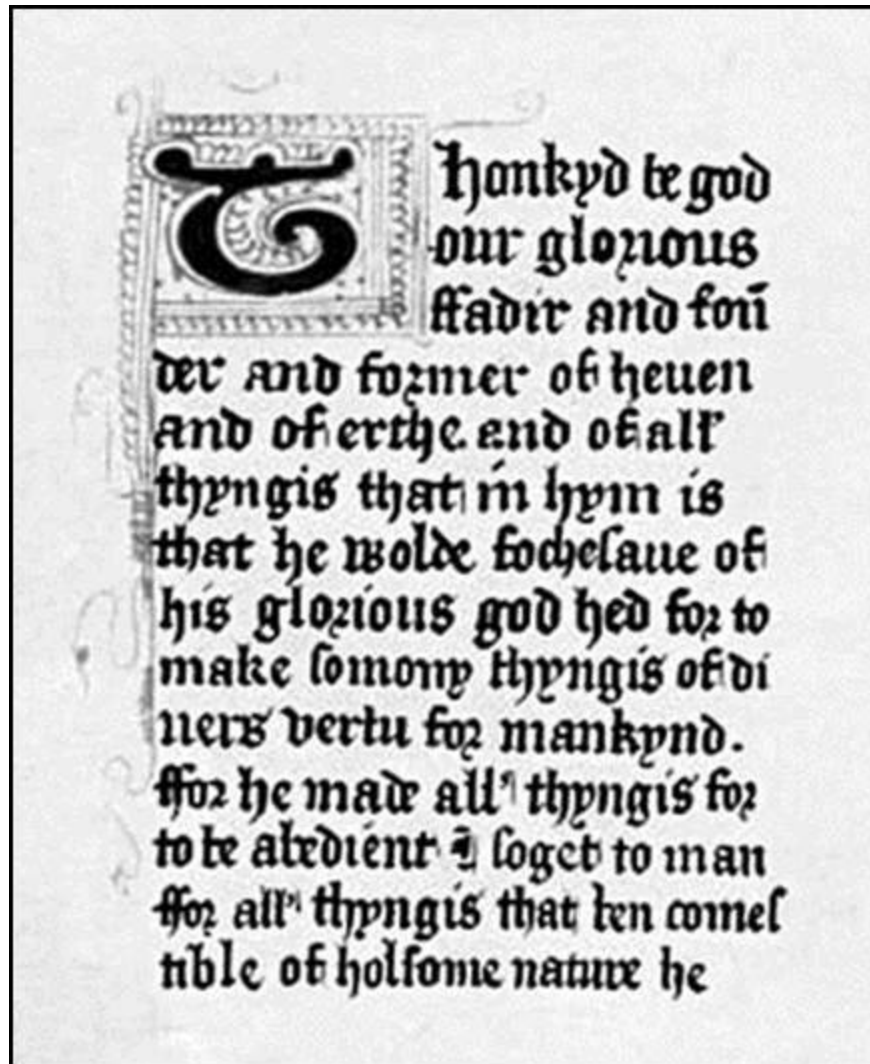 Thonkyd be god
our glorious
ffadir and foū
der and former of heuen
and of erthe and of all
thyngis that in hym is
that he wolde fochesaue of
his glorious god hed for to
make somony thyngis of di
uers vertu for mankynd.
ffor he made all thyngis for
to be abedient ⁊ soget to man
ffor all thyngis that ben comes
tible of holsome nature he